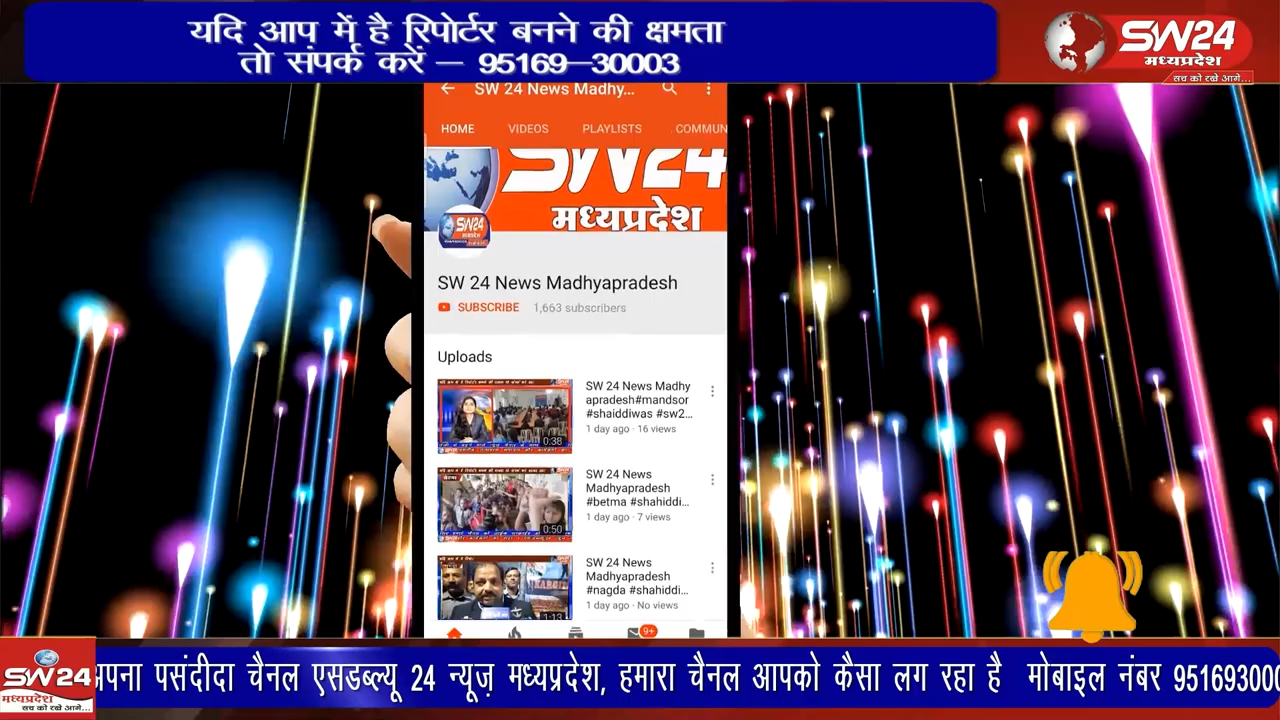 यदि आप में है रिपोर्टर बनने की क्षमता
तो संपर्क करें – 95169–30003
SW24
मध्यप्रदेश
सच को रखे आगे...
SW 24 News Madhy...
HOME VIDEOS PLAYLISTS COMMUN
SW24
मध्यप्रदेश
SW24
SW 24 News Madhyapradesh
SUBSCRIBE 1,663 subscribers
Uploads
SW 24 News Madhy
apradesh#mandsor
#shaiddiwas #sw2...
1 day ago · 16 views
0:38
SW 24 News
Madhyapradesh
#betma #shahiddi...
1 day ago · 7 views
0:50
SW 24 News
Madhyapradesh
#nagda #shahiddi...
1 day ago · No views
1:13
9+
SW24
मध्यप्रदेश
सच को रखे आगे...
अपना पसंदीदा चैनल एसडब्ल्यू 24 न्यूज़ मध्यप्रदेश, हमारा चैनल आपको कैसा लग रहा है मोबाइल नंबर 951693000